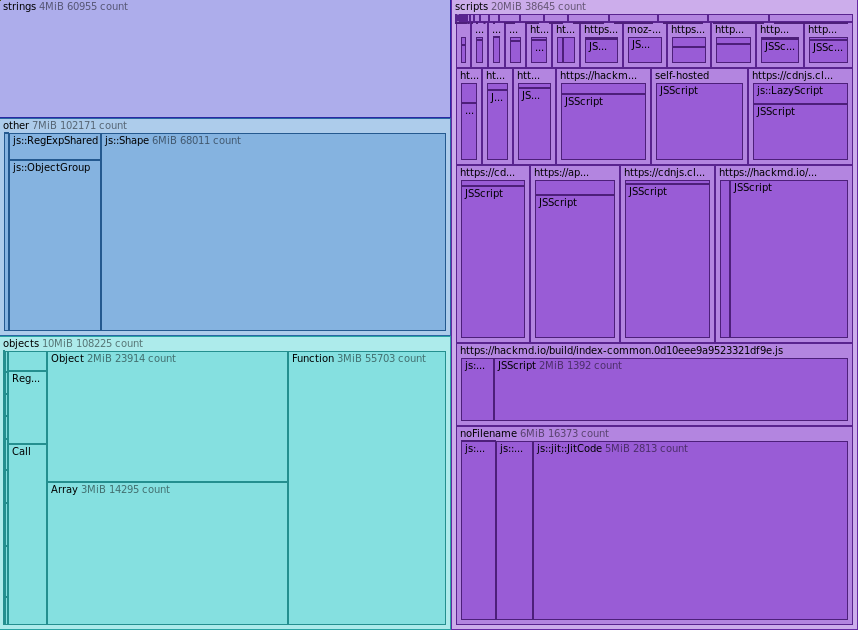 strings 4MiB 60955 count
other 7MiB 102171 count
js::RegExpShared
js::Shape 6MiB 68011 count
js::ObjectGroup
objects 10MiB 108225 count
Object 2MiB 23914 count
Function 3MiB 55703 count
Reg...
Call
Array 3MiB 14295 count
scripts 20MiB 38645 count
...
...
...
ht...
ht...
https...
moz-...
https...
http...
http...
http...
...
JS...
JS...
JSSc...
JSSc...
ht...
ht...
htt...
https://hackm...
self-hosted
https://cdnjs.cl...
...
J...
JS...
JSScript
JSScript
js::LazyScript
JSScript
https://cd...
https://ap...
https://cdnjs.cl...
https://hackmd.io/...
JSScript
JSScript
JSScript
JSScript
https://hackmd.io/build/index-common.0d10eee9a9523321df9e.js
js:...
JSScript 2MiB 1392 count
noFilename 6MiB 16373 count
js:...
js::...
js::jit::JitCode 5MiB 2813 count